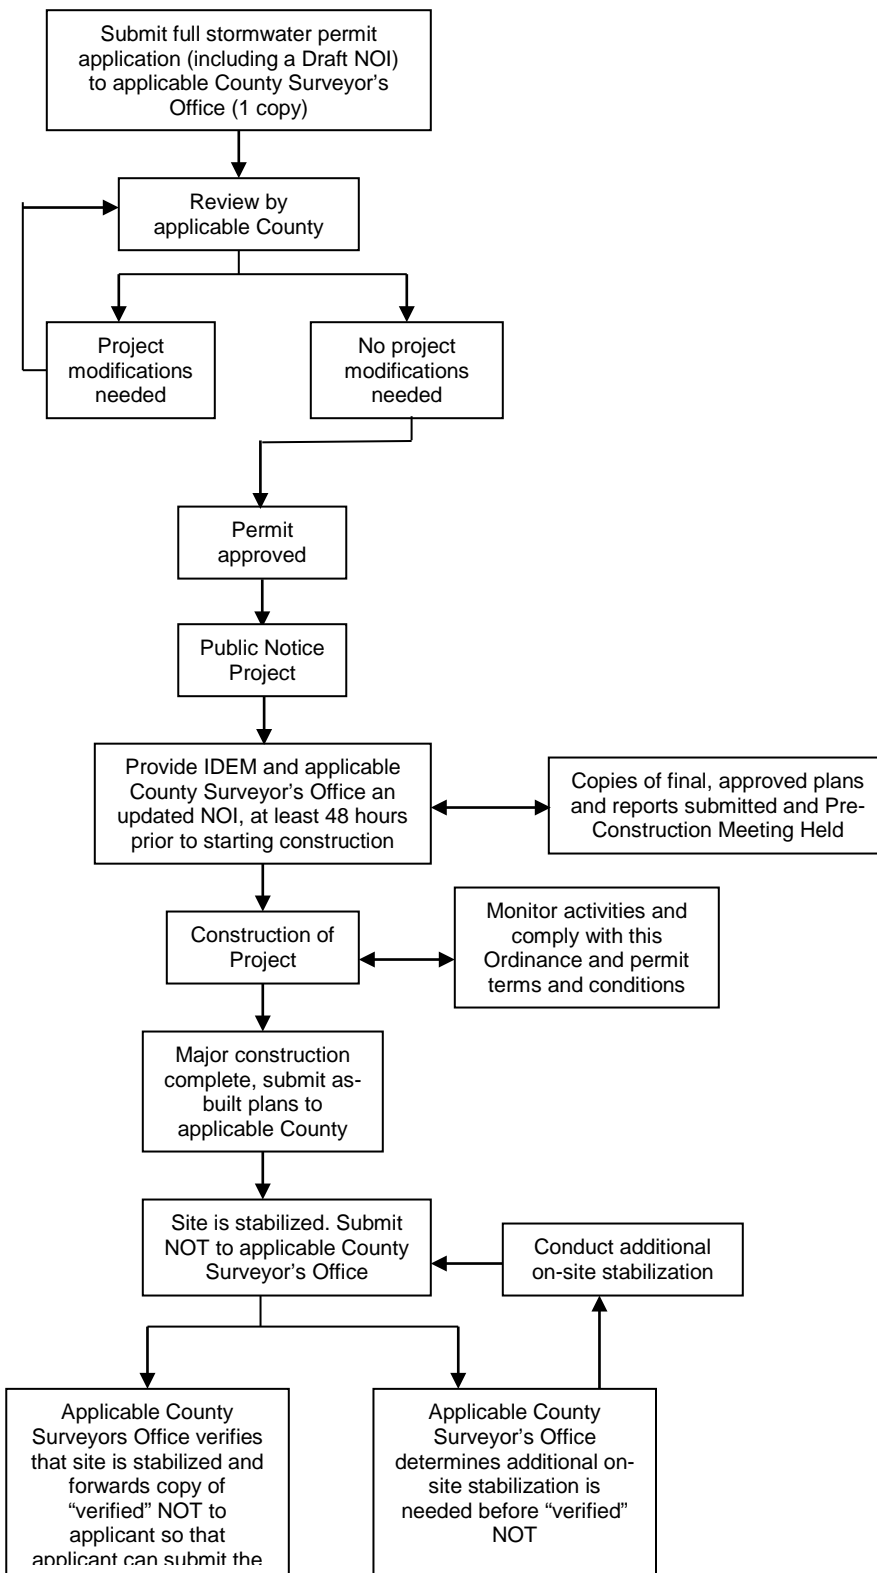 Submit full stormwater permit
application (including a Draft NOI)
to applicable County Surveyor’s
Office (1 copy)
Review by
applicable County
Project
modifications
needed
No project
modifications
needed
Permit
approved
Public Notice
Project
Provide IDEM and applicable
County Surveyor’s Office an
updated NOI, at least 48 hours
prior to starting construction
Copies of final, approved plans
and reports submitted and Pre-
Construction Meeting Held
Construction of
Project
Monitor activities and
comply with this
Ordinance and permit
terms and conditions
Major construction
complete, submit as-
built plans to
applicable County
Site is stabilized. Submit
NOT to applicable County
Surveyor’s Office
Conduct additional
on-site stabilization
Applicable County
Surveyors Office verifies
that site is stabilized and
forwards copy of
“verified” NOT to
applicant so that
applicant can submit the
Applicable County
Surveyor’s Office
determines additional on-
site stabilization is
needed before “verified”
NOT